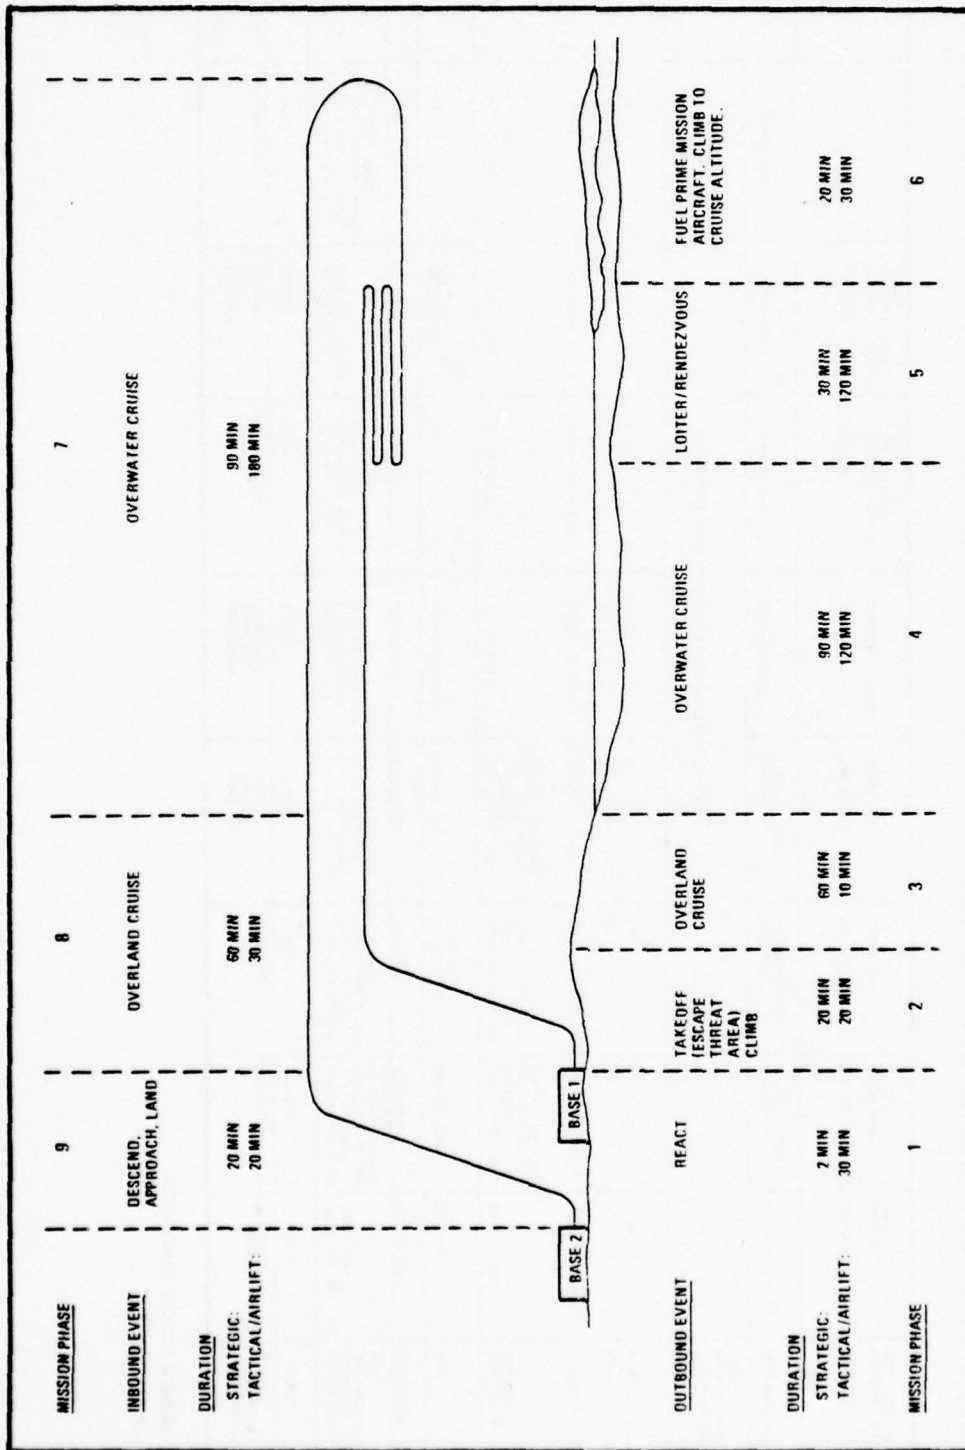 MISSION PHASE
9
8
7
INBOUND EVENT
DESCEND,
APPROACH, LAND
OVERLAND CRUISE
OVERWATER CRUISE
DURATION
STRATEGIC:
20 MIN
60 MIN
90 MIN
TACTICAL/AIRLIFT:
20 MIN
30 MIN
180 MIN
BASE 2
BASE 1
OUTBOUND EVENT
REACT
TAKEOFF
(ESCAPE
THREAT
AREA)
CLIMB
OVERLAND
CRUISE
OVERWATER CRUISE
LOITER/RENDEZVOUS
FUEL PRIME MISSION
AIRCRAFT. CLIMB TO
CRUISE ALTITUDE.
DURATION
STRATEGIC:
2 MIN
20 MIN
60 MIN
90 MIN
30 MIN
20 MIN
TACTICAL/AIRLIFT:
30 MIN
20 MIN
10 MIN
120 MIN
120 MIN
30 MIN
MISSION PHASE
1
2
3
4
5
6